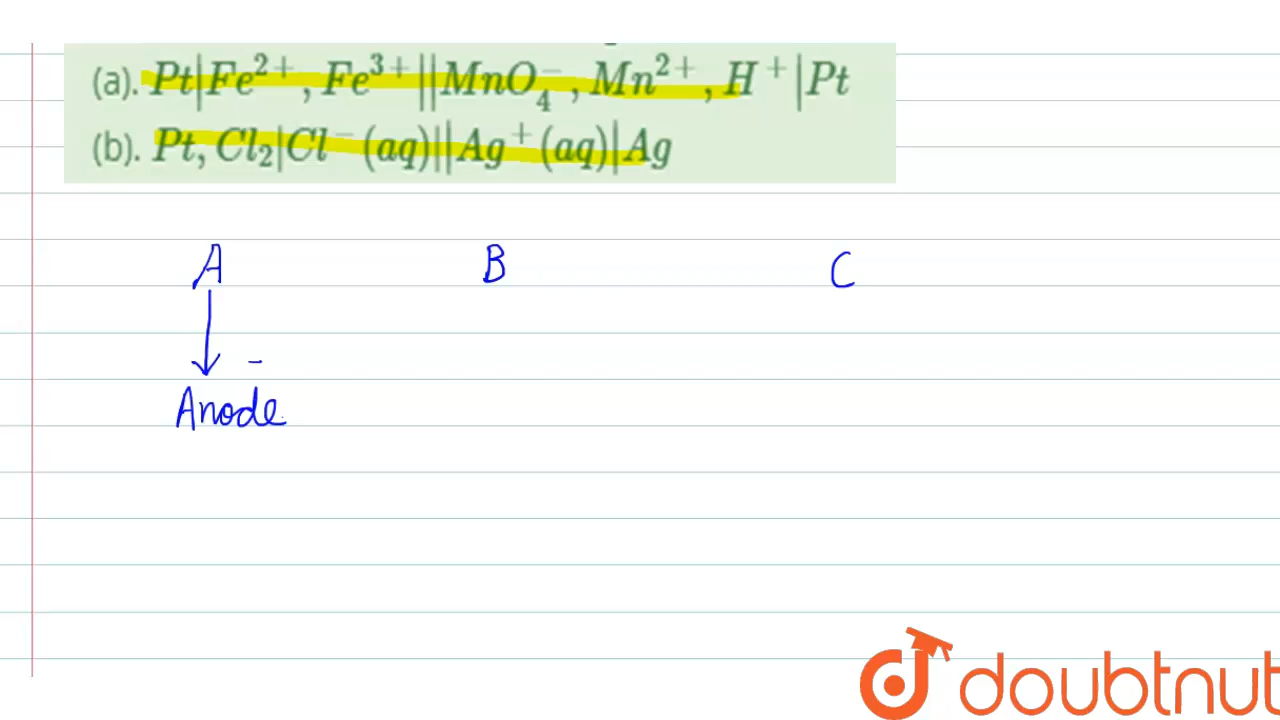 (a). Pt|Fe²⁺, Fe³⁺||MnO₄⁻, Mn²⁺, H⁺|Pt
(b). Pt, Cl₂|Cl⁻(aq)||Ag⁺(aq)|Ag
A B C
Anode
doubtnut